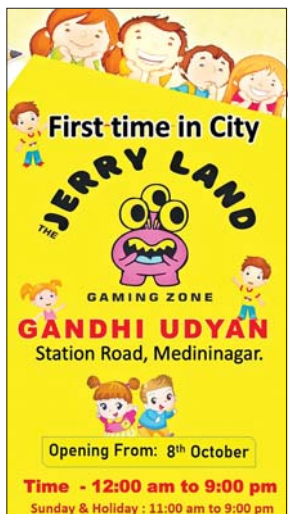 First time in City
THE JERRY LAND
GAMING ZONE
GANDHI UDYAN
Station Road, Medininagar.
Opening From: 8th October
Time - 12:00 am to 9:00 pm
Sunday & Holiday : 11:00 am to 9:00 pm